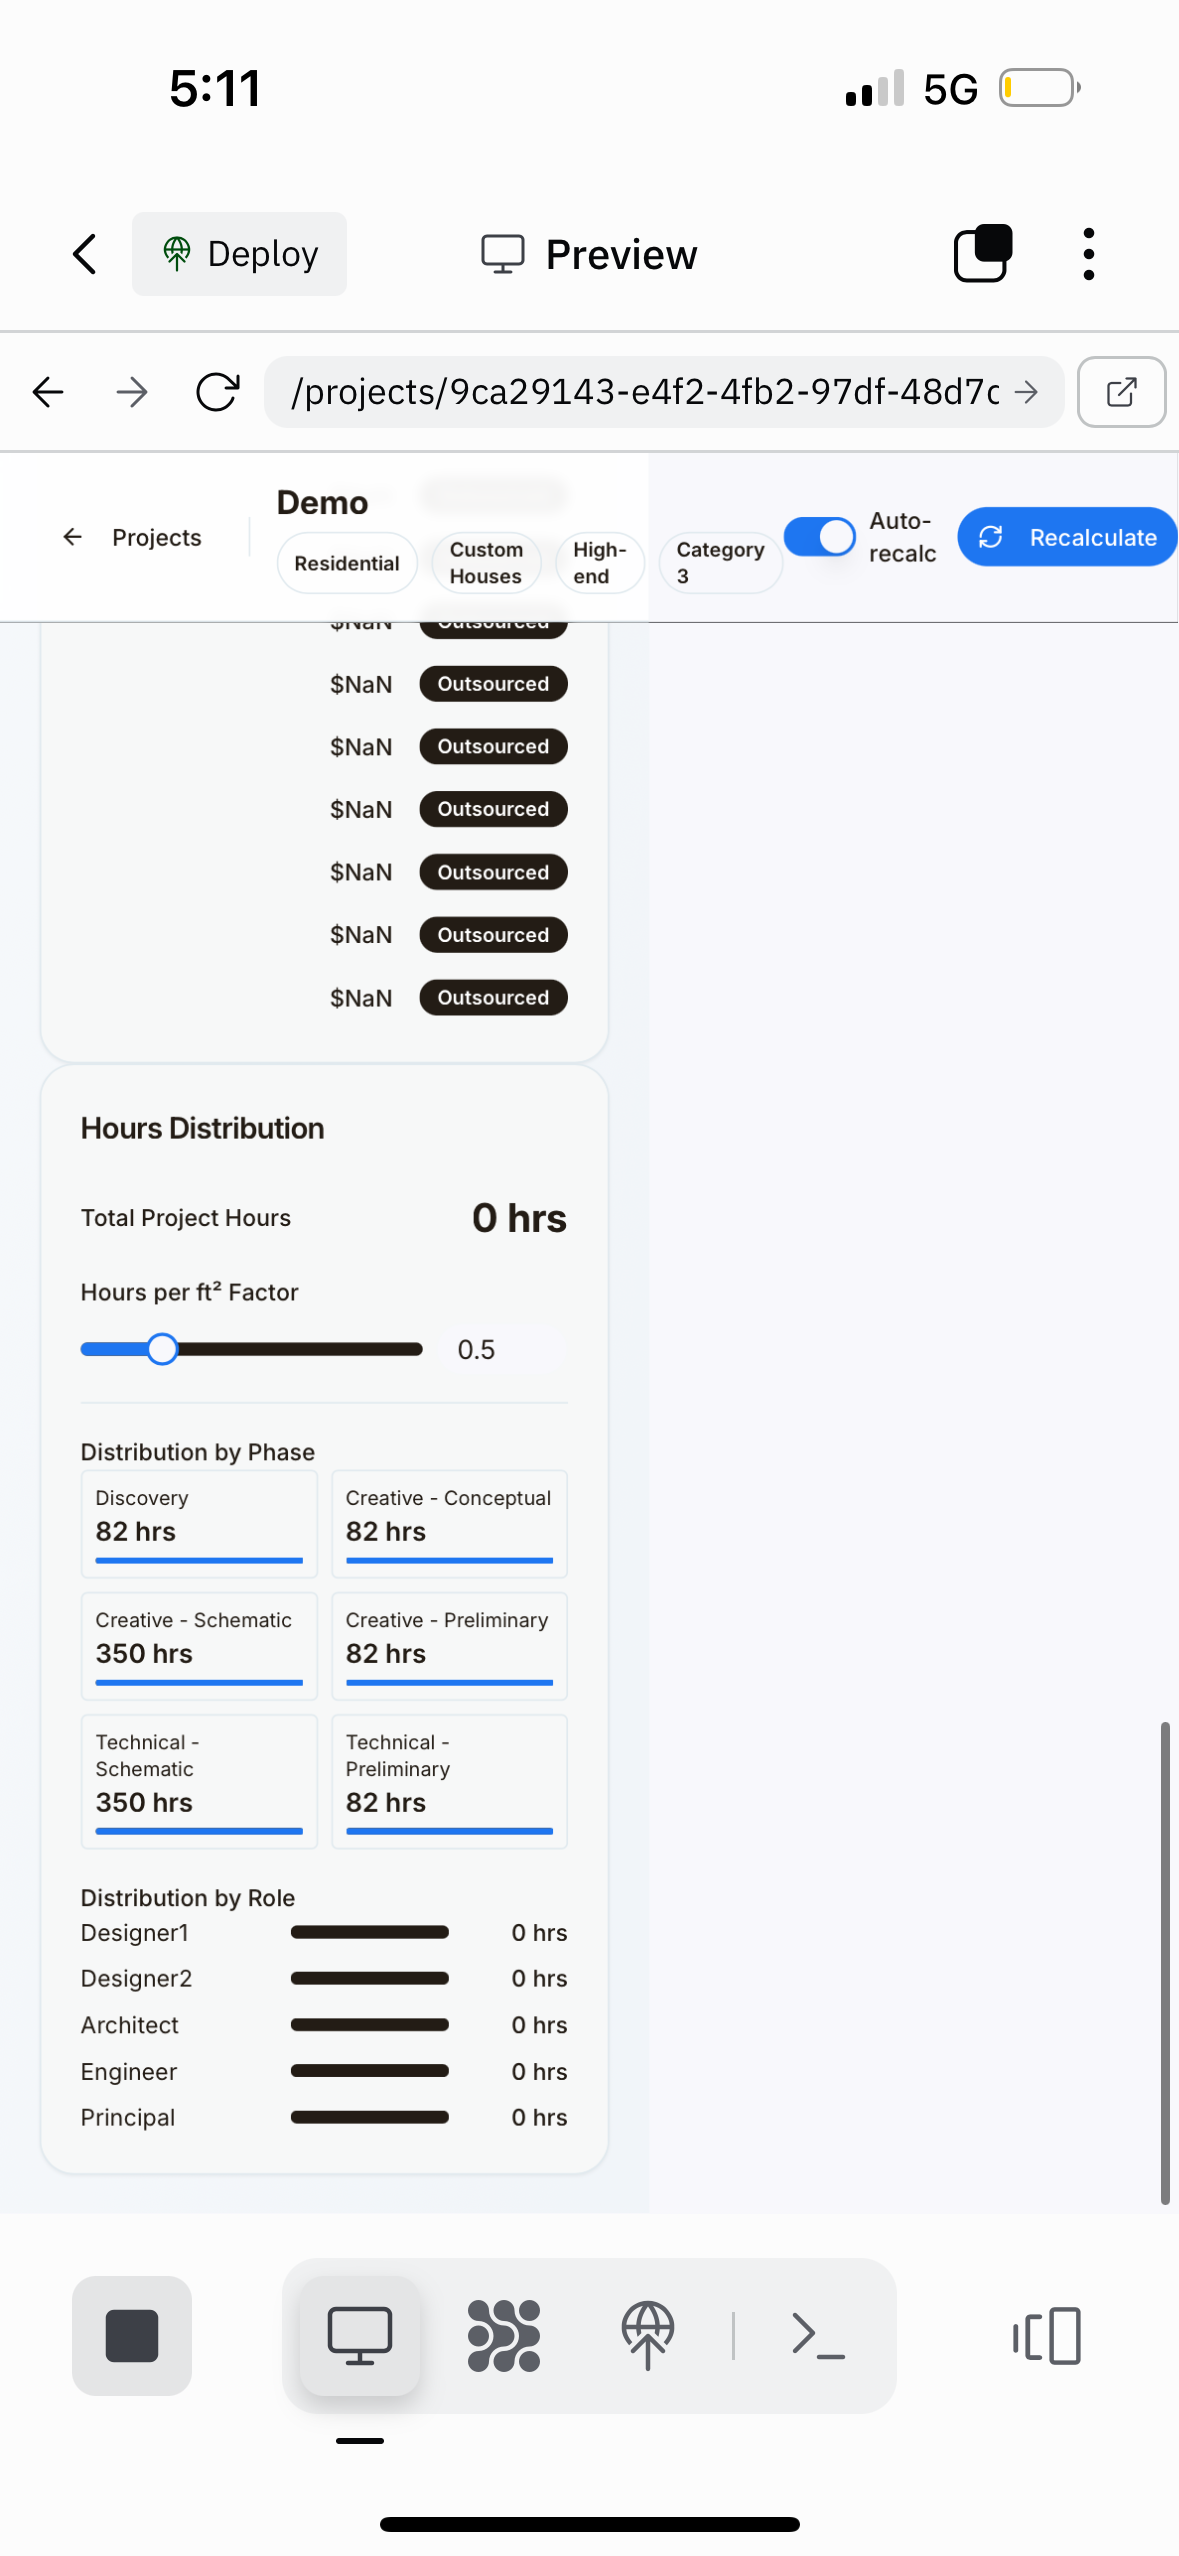 5:11
5G
Deploy
Preview
/projects/9ca29143-e4f2-4fb2-97df-48d7c
Projects
Demo
Residential
Custom
Houses
High-
end
Category
3
Auto-
recalc
Recalculate
$NaN Outsourced
$NaN Outsourced
$NaN Outsourced
$NaN Outsourced
$NaN Outsourced
$NaN Outsourced
$NaN Outsourced
Hours Distribution
Total Project Hours 0 hrs
Hours per ft² Factor
0.5
Distribution by Phase
Discovery
82 hrs
Creative - Conceptual
82 hrs
Creative - Schematic
350 hrs
Creative - Preliminary
82 hrs
Technical -
Schematic
350 hrs
Technical -
Preliminary
82 hrs
Distribution by Role
Designer1 0 hrs
Designer2 0 hrs
Architect 0 hrs
Engineer 0 hrs
Principal 0 hrs